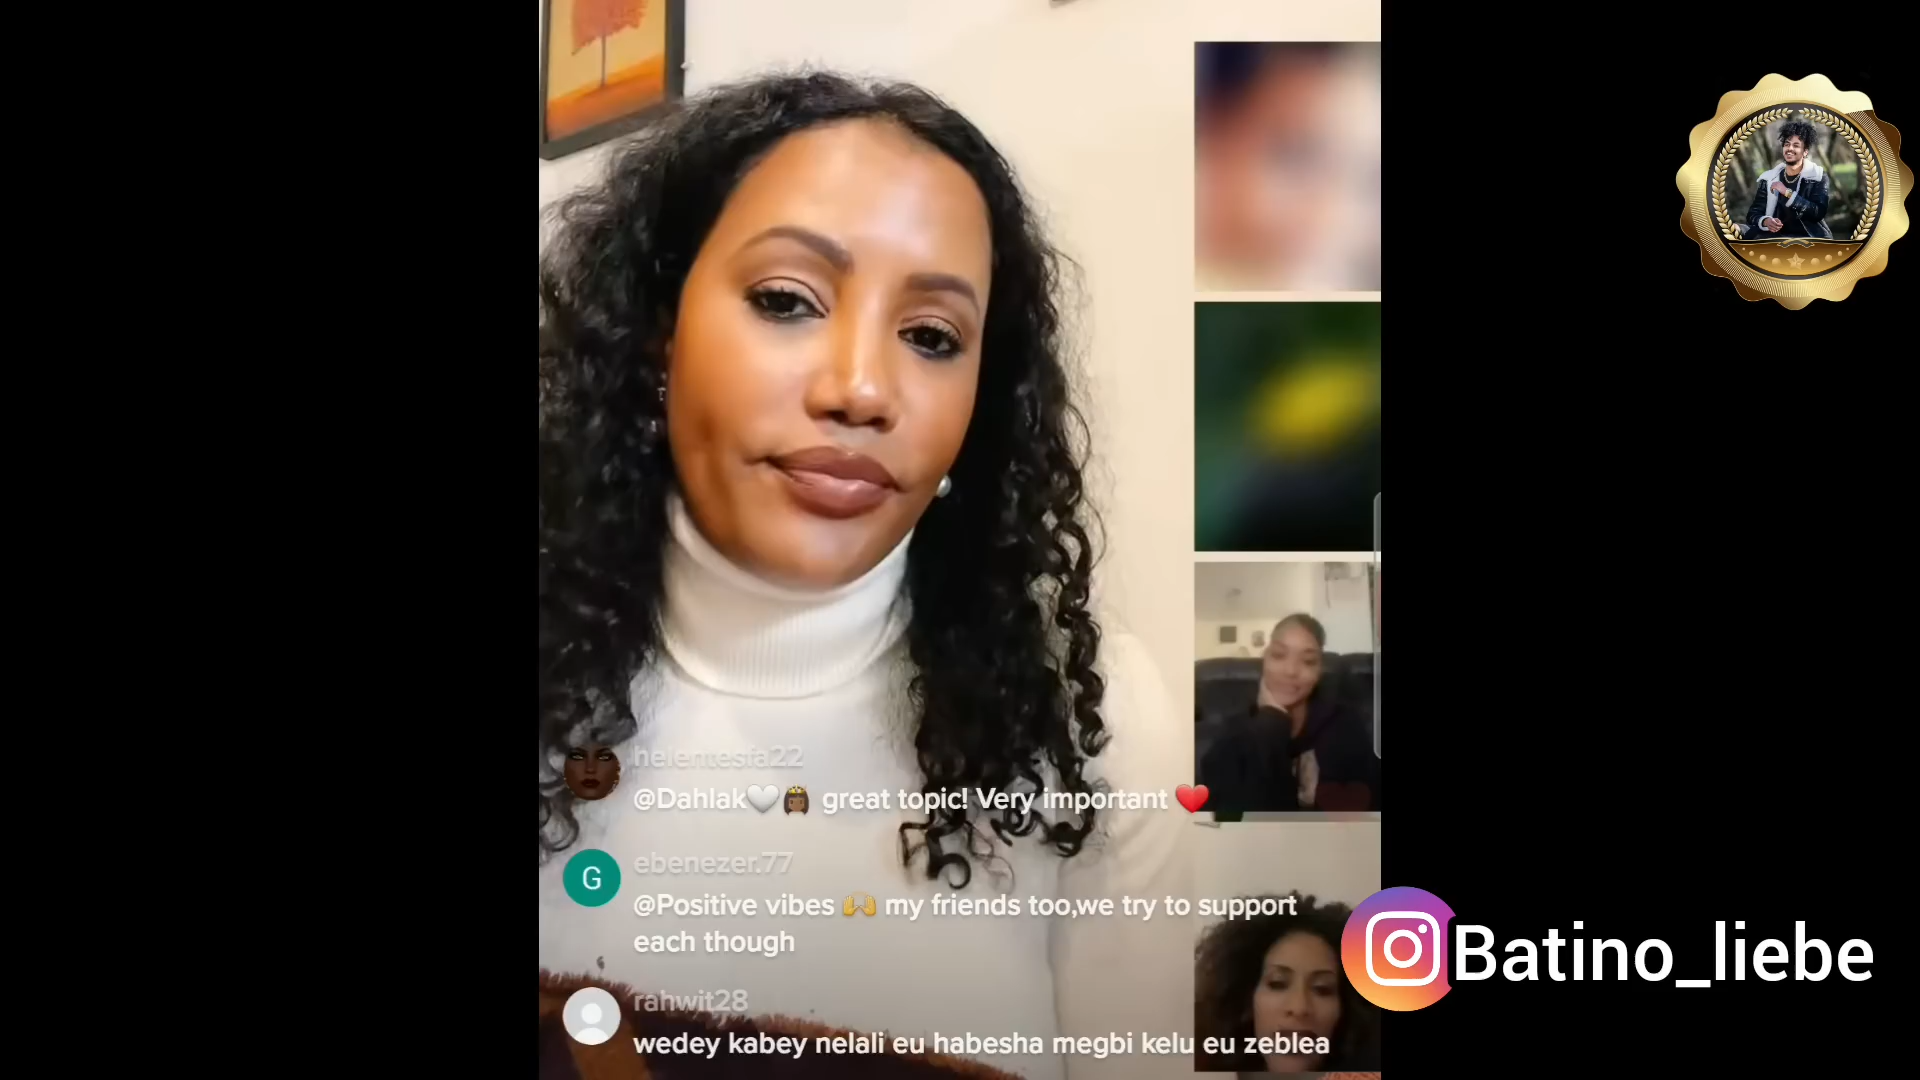 helentesfa22
@Dahlak🤍👸🏾 great topic! Very important ❤️
G
ebenezer.77
@Positive vibes 🙌 my friends too,we try to support
each though
rahwit28
wedey kabey nelali eu habesha megbi kelu eu zeblea
Batino_liebe